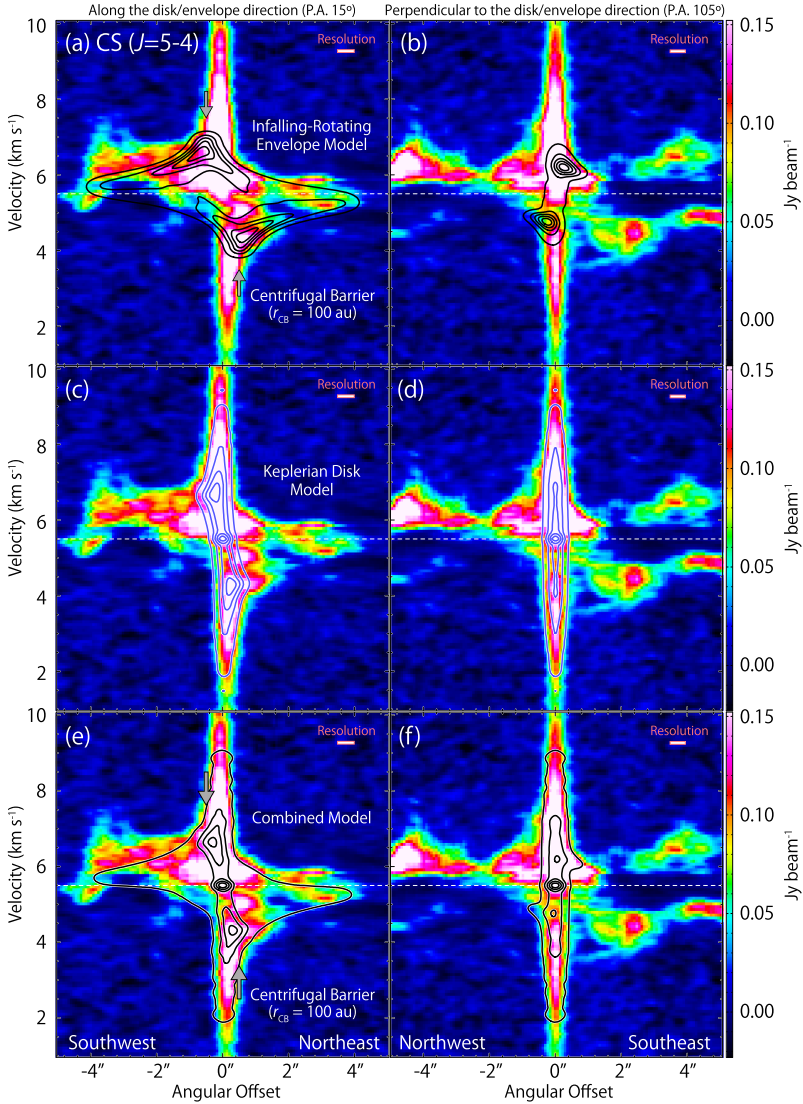 Along the disk/envelope direction (P.A. 15º)
Perpendicular to the disk/envelope direction (P.A. 105º)
(a) CS (J=5-4)
Resolution
Infalling-Rotating
Envelope Model
Centrifugal Barrier
(rCB = 100 au)
Velocity (km s-1)
10
8
6
4
2
(b)
Resolution
0.15
0.10
0.05
0.00
Jy beam-1
(c)
Resolution
Keplerian Disk
Model
Velocity (km s-1)
10
8
6
4
2
(d)
Resolution
0.15
0.10
0.05
0.00
Jy beam-1
(e)
Resolution
Combined Model
Centrifugal Barrier
(rCB = 100 au)
Southwest
Northeast
Velocity (km s-1)
10
8
6
4
2
(f)
Resolution
Northwest
Southeast
0.15
0.10
0.05
0.00
Jy beam-1
-4″ -2″ 0″ 2″
Angular Offset
-4″ -2″ 0″ 2″
Angular Offset